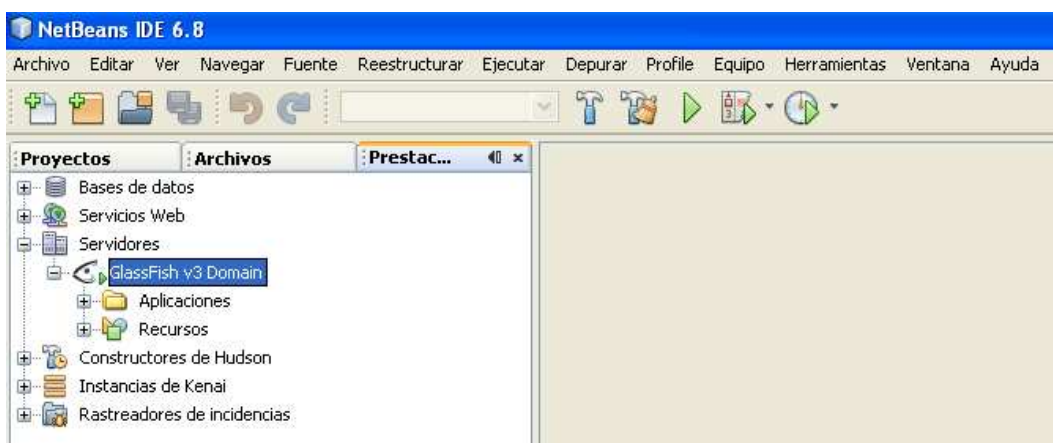 NetBeans IDE 6.8
Archivo Editar Ver Navegar Fuente Reestructurar Ejecutar Depurar Profile Equipo Herramientas Ventana Ayuda
Proyectos Archivos Prestac...
Bases de datos
Servicios Web
Servidores
GlassFish v3 Domain
Aplicaciones
Recursos
Constructores de Hudson
Instancias de Kenai
Rastreadores de incidencias